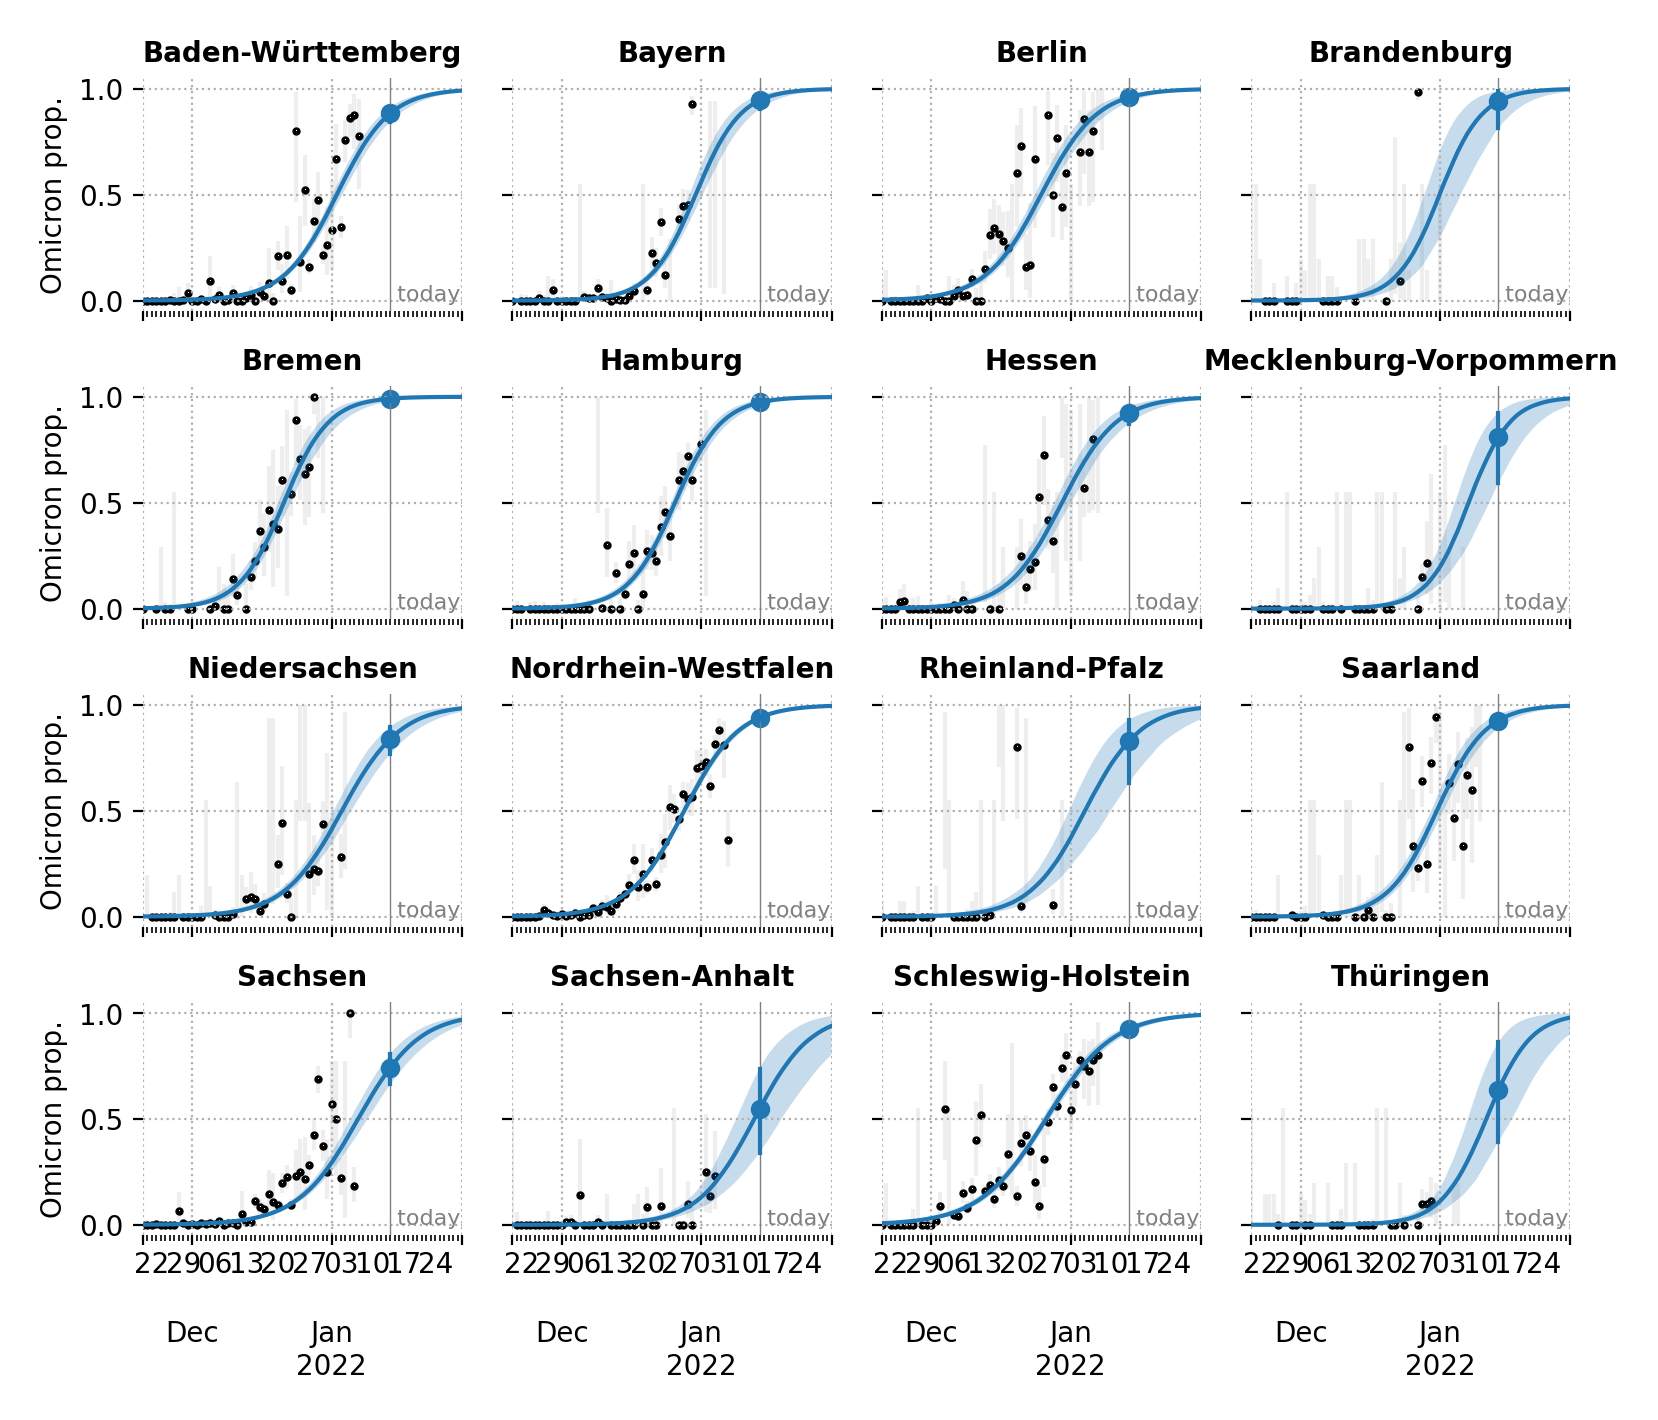 Baden-Württemberg Bayern Berlin Brandenburg
1.0
0.5
0.0
Omicron prop.
today today today today
Bremen Hamburg Hessen Mecklenburg-Vorpommern
1.0
0.5
0.0
Omicron prop.
today today today today
Niedersachsen Nordrhein-Westfalen Rheinland-Pfalz Saarland
1.0
0.5
0.0
Omicron prop.
today today today today
Sachsen Sachsen-Anhalt Schleswig-Holstein Thüringen
1.0
0.5
0.0
Omicron prop.
today today today today
22 29 06 13 20 27 03 10 17 24 22 29 06 13 20 27 03 10 17 24 22 29 06 13 20 27 03 10 17 24 22 29 06 13 20 27 03 10 17 24
Dec Jan Dec Jan Dec Jan Dec Jan
2022 2022 2022 2022